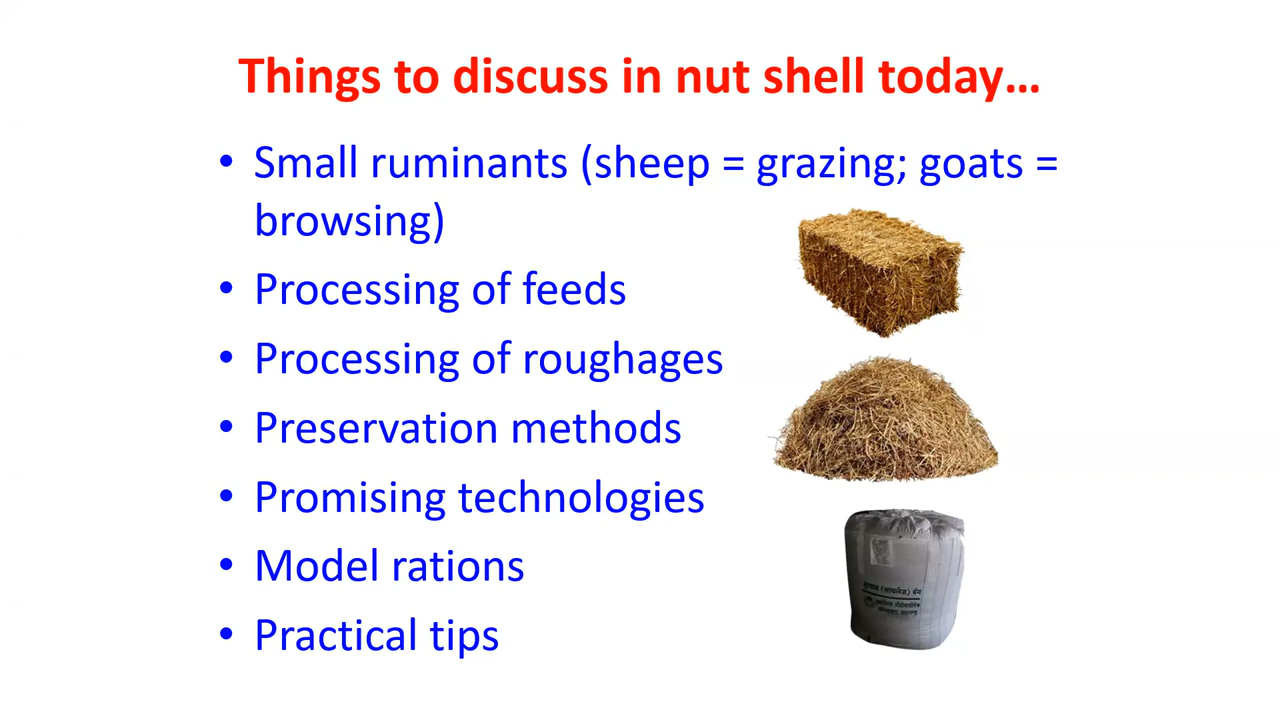 Things to discuss in nut shell today…
• Small ruminants (sheep = grazing; goats =
browsing)
• Processing of feeds
• Processing of roughages
• Preservation methods
• Promising technologies
• Model rations
• Practical tips
(सायलेज) बॅग